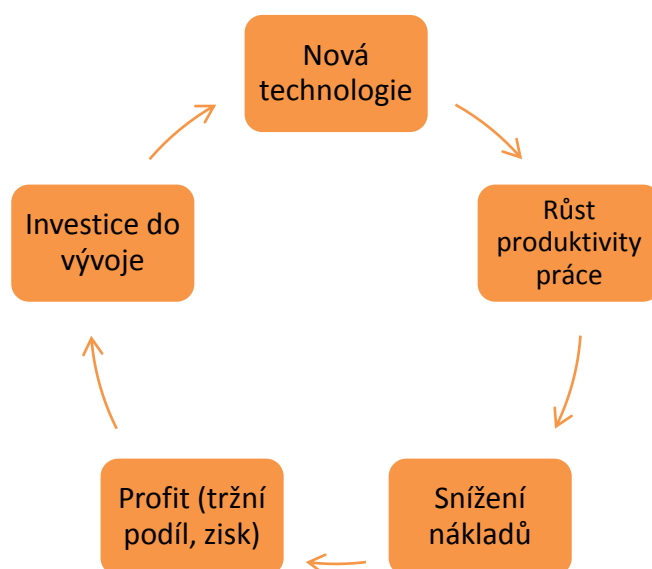 Nová
technologie
Růst
produktivity
práce
Snížení
nákladů
Profit (tržní
podíl, zisk)
Investice do
vývoje